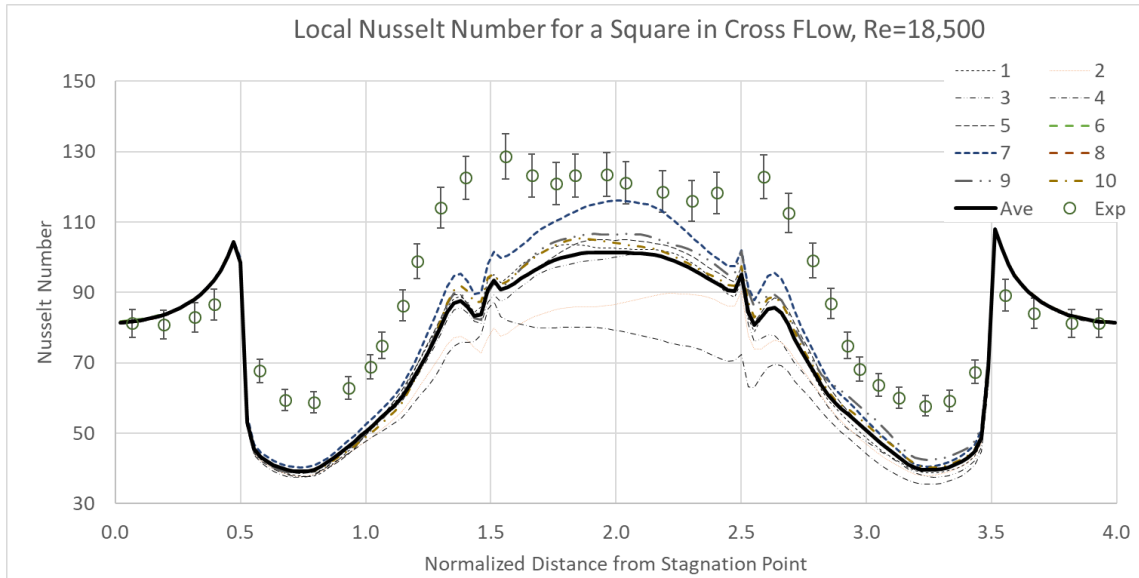 Local Nusselt Number for a Square in Cross FLow, Re=18,500
1 2
3 4
5 6
7 8
9 10
Ave Exp
Nusselt Number
150
130
110
90
70
50
30
0.0 0.5 1.0 1.5 2.0 2.5 3.0 3.5 4.0
Normalized Distance from Stagnation Point